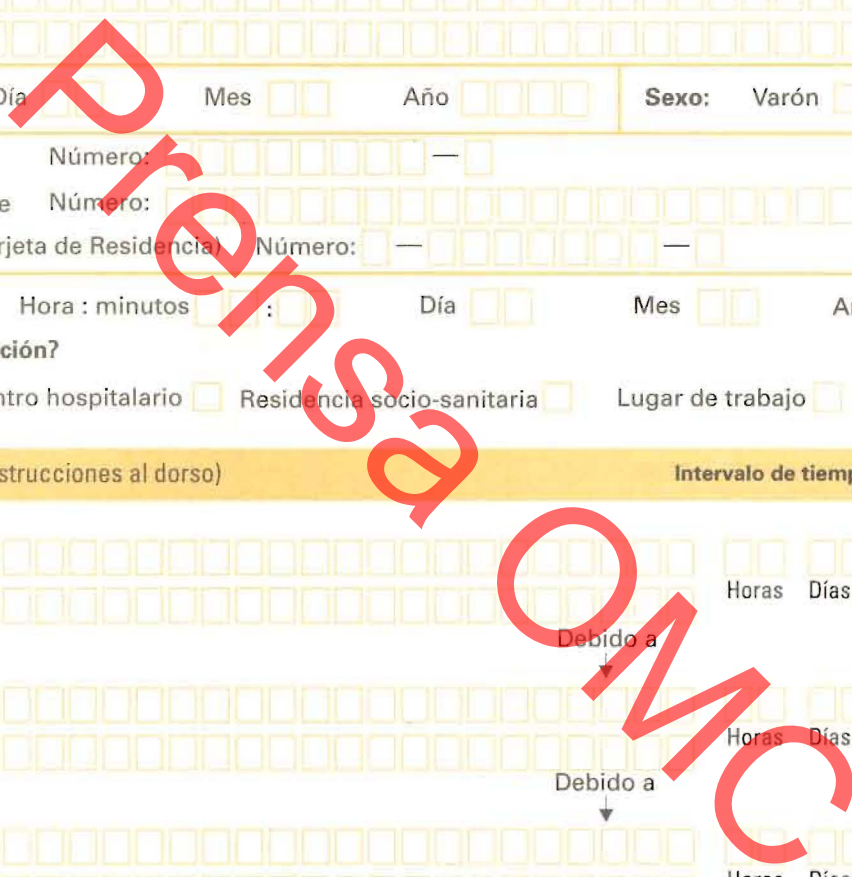 Día Mes Año Sexo: Varón
Número: —
e Número:
rjeta de Residencia) Número: — —
Hora : minutos : Día Mes A
ción?
ntro hospitalario Residencia socio-sanitaria Lugar de trabajo
strucciones al dorso) Intervalo de tiemp
Horas Días
Debido a
Horas Días
Debido a
Horas Días
Prensa OMC